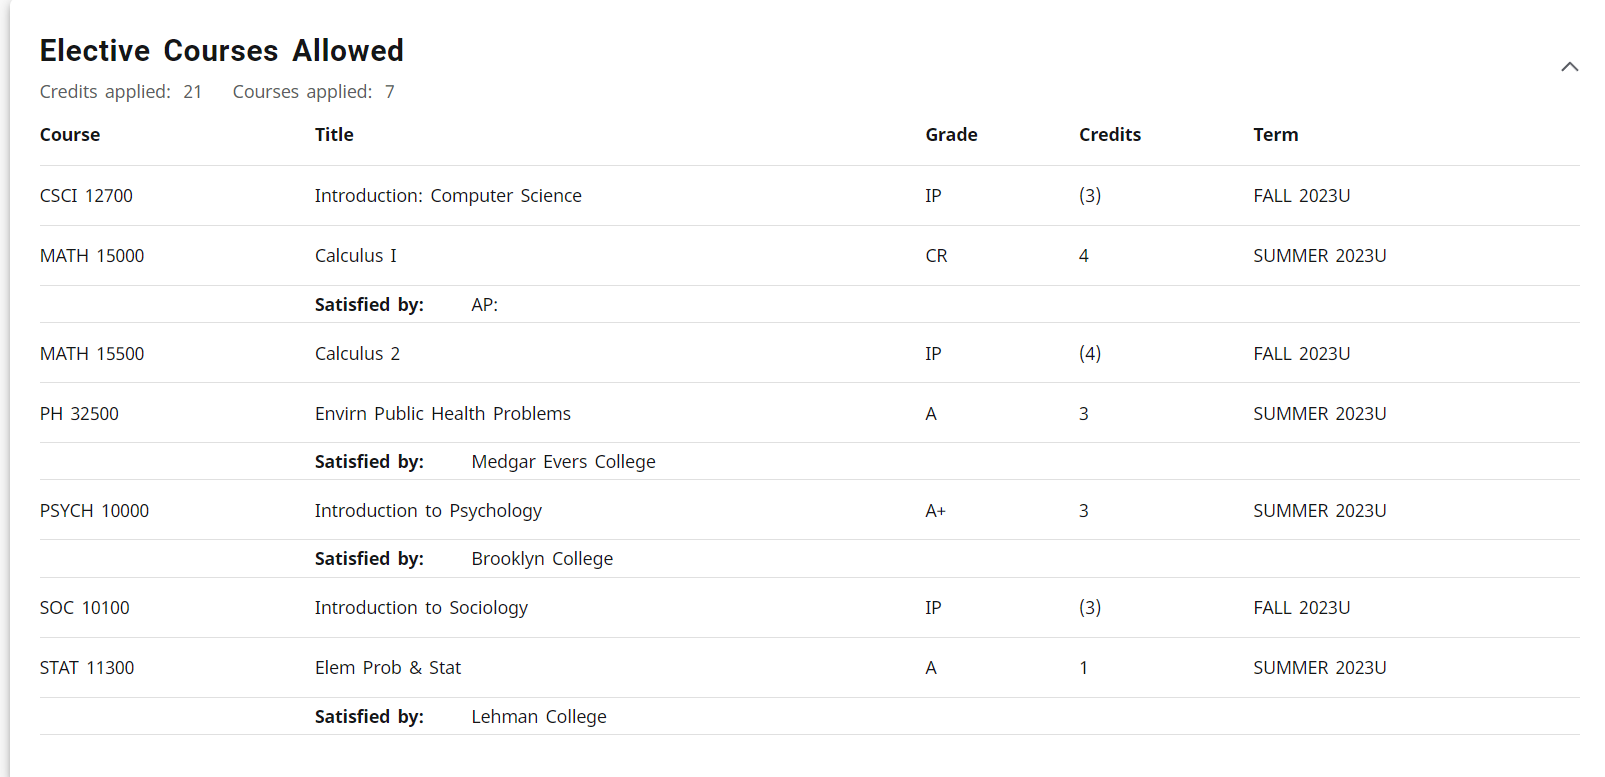 Elective Courses Allowed
Credits applied: 21 Courses applied: 7
Course Title Grade Credits Term
CSCI 12700 Introduction: Computer Science IP (3) FALL 2023U
MATH 15000 Calculus I CR 4 SUMMER 2023U
Satisfied by: AP:
MATH 15500 Calculus 2 IP (4) FALL 2023U
PH 32500 Envirn Public Health Problems A 3 SUMMER 2023U
Satisfied by: Medgar Evers College
PSYCH 10000 Introduction to Psychology A+ 3 SUMMER 2023U
Satisfied by: Brooklyn College
SOC 10100 Introduction to Sociology IP (3) FALL 2023U
STAT 11300 Elem Prob & Stat A 1 SUMMER 2023U
Satisfied by: Lehman College